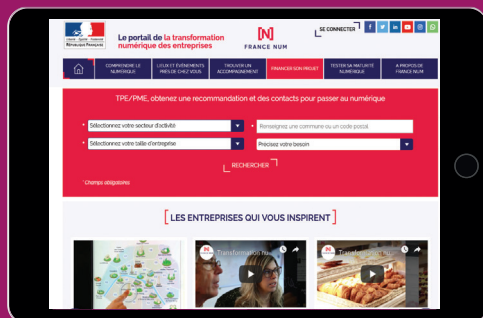 Liberté • Égalité • Fraternité
RÉPUBLIQUE FRANÇAISE
Le portail de la transformation
numérique des entreprises
[N]
FRANCE NUM
SE CONNECTER
COMPRENDRE LE
NUMÉRIQUE
LIEUX ET ÉVÉNEMENTS
PRÈS DE CHEZ VOUS
TROUVER UN
ACCOMPAGNEMENT
FINANCER SON PROJET
TESTER SA MATURITÉ
NUMÉRIQUE
A PROPOS DE
FRANCE NUM
TPE/PME, obtenez une recommandation et des contacts pour passer au numérique
* Sélectionnez votre secteur d'activité
* Renseignez une commune ou un code postal
* Sélectionnez votre taille d'entreprise
Precisez votre besoin
RECHERCHER
* Champs obligatoires
[LES ENTREPRISES QUI VOUS INSPIRENT]
Transformation nu...
Transformation nu...